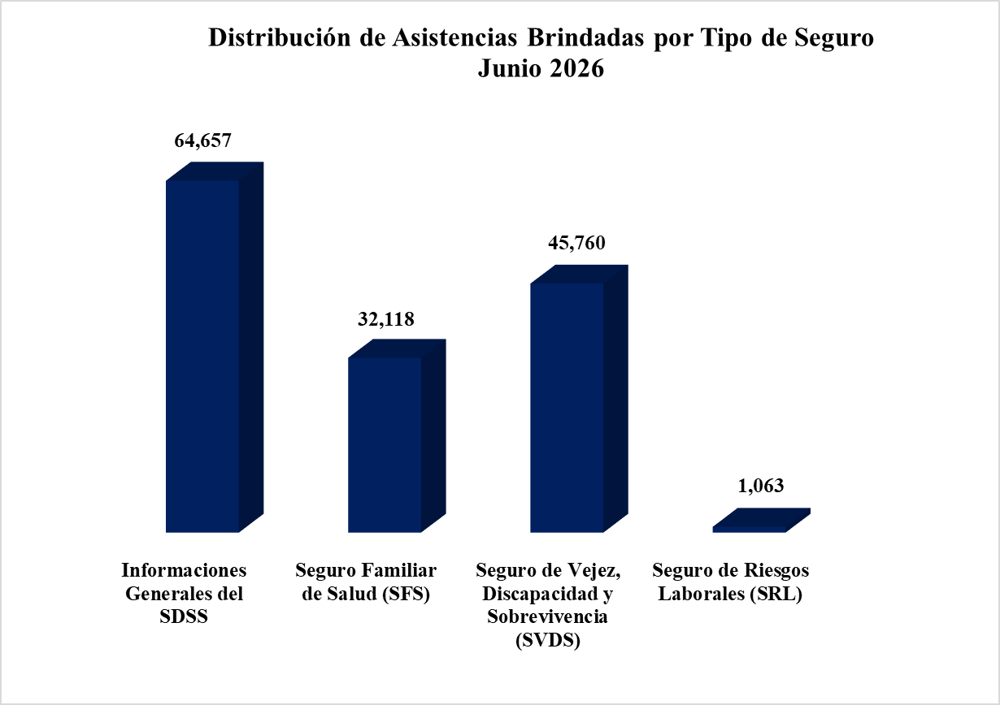 Distribución de Asistencias Brindadas por Tipo de Seguro
Junio 2026
64,657
32,118
45,760
1,063
Informaciones
Generales del
SDSS
Seguro Familiar
de Salud (SFS)
Seguro de Vejez,
Discapacidad y
Sobrevivencia
(SVDS)
Seguro de Riesgos
Laborales (SRL)